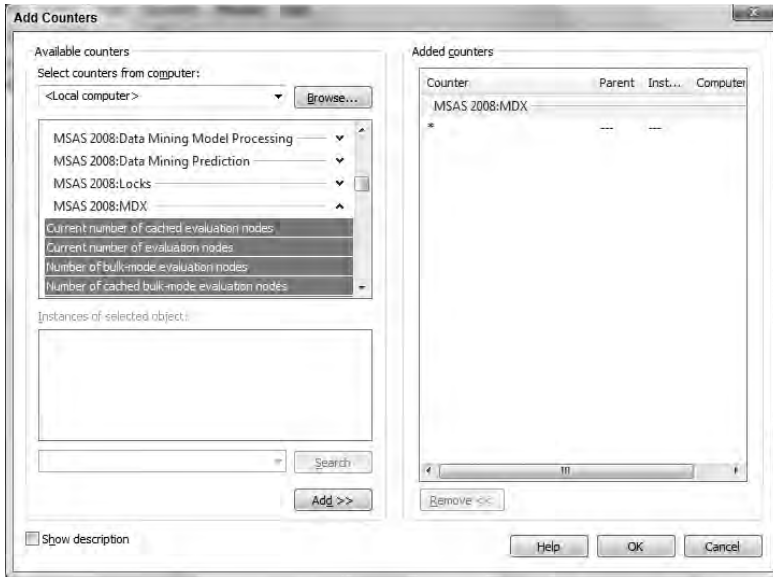 Add Counters
Available counters
Select counters from computer:
<Local computer>
Browse...
MSAS 2008:Data Mining Model Processing
MSAS 2008:Data Mining Prediction
MSAS 2008:Locks
MSAS 2008:MDX
Current number of cached evaluation nodes
Current number of evaluation nodes
Number of bulk-mode evaluation nodes
Number of cached bulk-mode evaluation nodes
Instances of selected object:
Search
Add >>
Show description
Added counters
Counter Parent Inst... Computer
MSAS 2008:MDX
* --- ---
Remove <<
Help OK Cancel